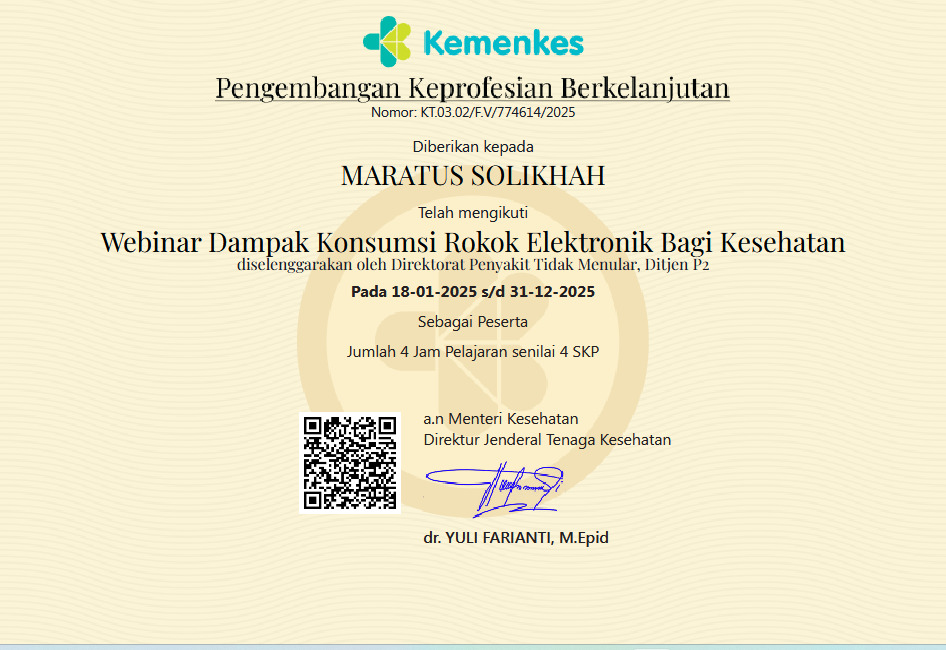 Kemenkes
Pengembangan Keprofesian Berkelanjutan
Nomor: KT.03.02/F.V/774614/2025
Diberikan kepada
MARATUS SOLIKHAH
Telah mengikuti
Webinar Dampak Konsumsi Rokok Elektronik Bagi Kesehatan
diselenggarakan oleh Direktorat Penyakit Tidak Menular, Ditjen P2
Pada 18-01-2025 s/d 31-12-2025
Sebagai Peserta
Jumlah 4 Jam Pelajaran senilai 4 SKP
a.n Menteri Kesehatan
Direktur Jenderal Tenaga Kesehatan
dr. YULI FARIANTI, M.Epid